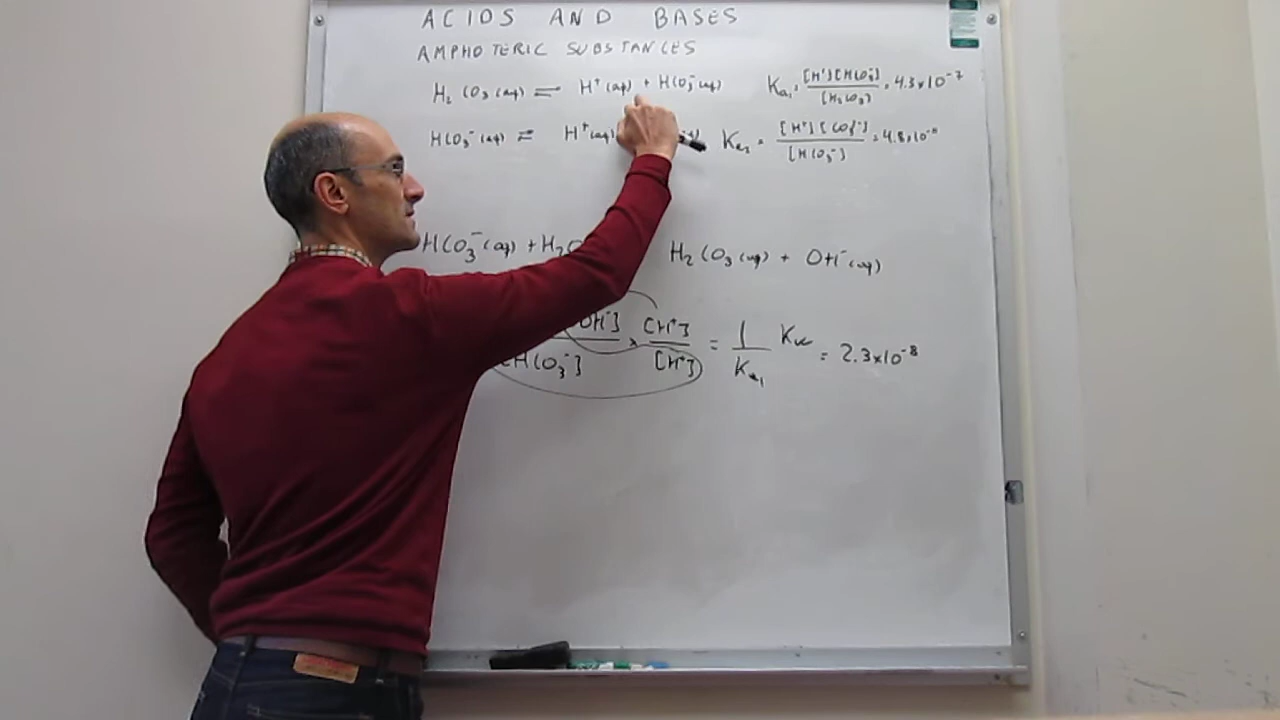 ACIDS AND BASES
AMPHOTERIC SUBSTANCES
H₂CO₃(aq) ⇌ H⁺(aq) + HCO₃⁻(aq) Kₐ₁ = [H⁺][HCO₃⁻] / [H₂CO₃] = 4.3x10⁻⁷
HCO₃⁻(aq) ⇌ H⁺(aq) Kₐ₂ = [H⁺][CO₃²⁻] / [HCO₃⁻] = 4.8x10⁻¹¹
HCO₃⁻(aq) + H₂O H₂CO₃(aq) + OH⁻(aq)
OH⁻] / [HCO₃⁻] x [H⁺] / [H⁺] = 1 / Kₐ₁ Kw = 2.3x10⁻⁸